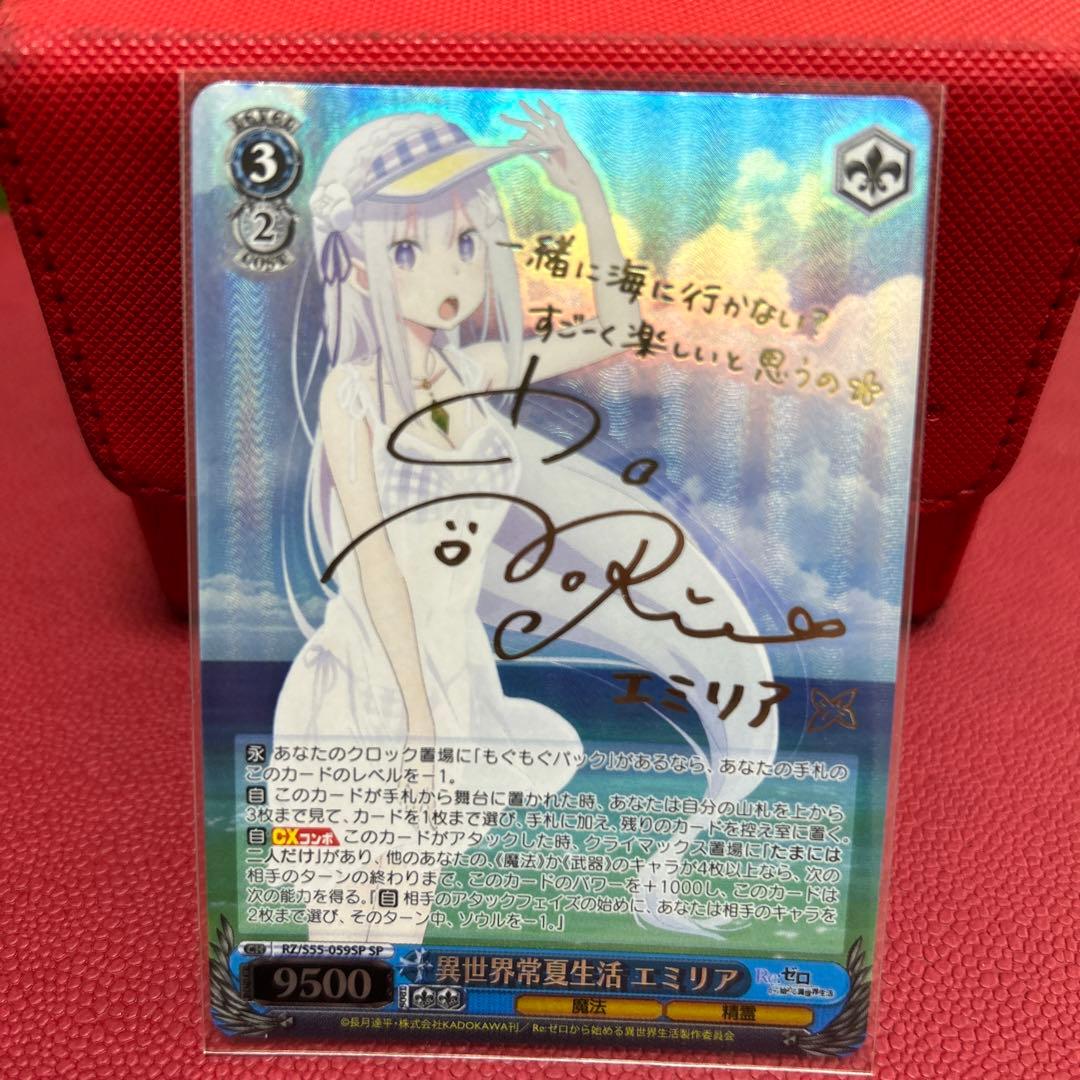 LEVEL
3
2
COST
一緒に海に行かない?
すごーく楽しいと思うの
Rie
エミリア
永 あなたのクロック置場に「もぐもぐパック」があるなら、あなたの手札の
このカードのレベルを−1。
自 このカードが手札から舞台に置かれた時、あなたは自分の山札を上から
3枚まで見て、カードを1枚まで選び、手札に加え、残りのカードを控え室に置く。
自 CXコンボ このカードがアタックした時、クライマックス置場に「たまには
二人だけ」があり、他のあなたの、《魔法》か《武器》のキャラが4枚以上なら、次の
相手のターンの終わりまで、このカードのパワーを＋1000し、このカードは
次の能力を得る。『自 相手のアタックフェイズの始めに、あなたは相手のキャラを
2枚まで選び、そのターン中、ソウルを−1。』
CH RZ/S55-059SP SP
9500 異世界常夏生活 エミリア Re:ゼロ
から始める異世界生活
SOUL 魔法 精霊
©長月達平・株式会社KADOKAWA刊／Re:ゼロから始める異世界生活製作委員会